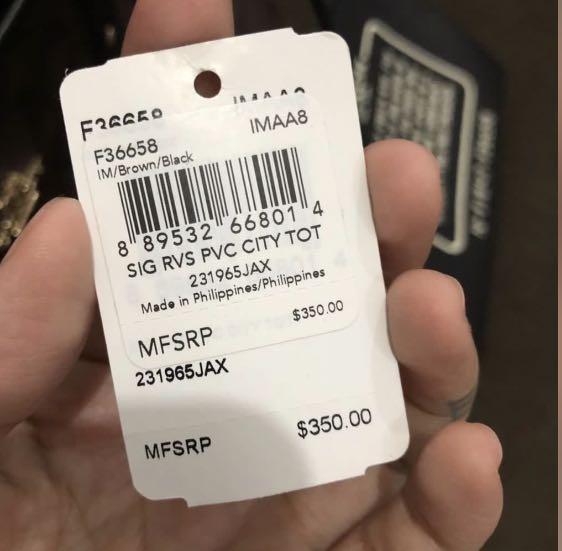 F36658 IMAA8
F36658 IMAA8
IM/Brown/Black
8 89532 66801 4
SIG RVS PVC CITY TOT
231965JAX
Made in Philippines/Philippines
$350.00
MFSRP
231965JAX
$350.00
MFSRP